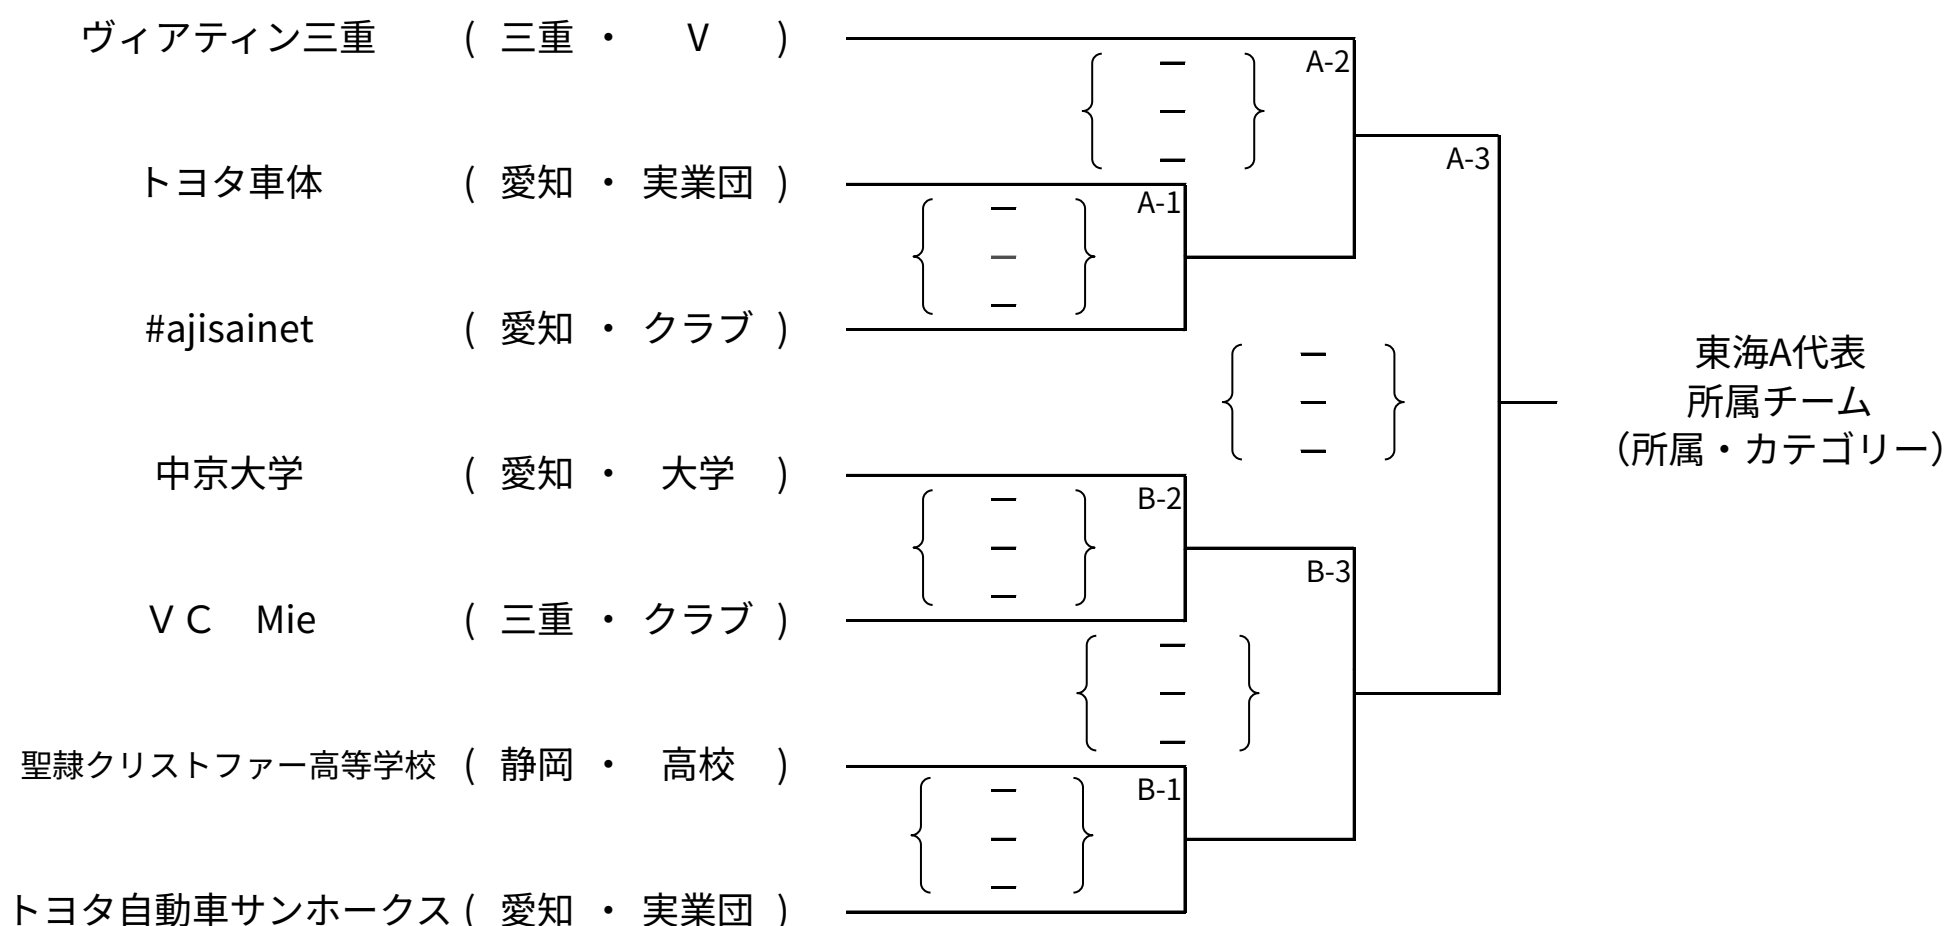 ヴィアティン三重 ( 三重 ・ V )
A-2
トヨタ車体 ( 愛知 ・ 実業団 )
A-3
A-1
#ajisainet ( 愛知 ・ クラブ )
東海A代表
所属チーム
（所属・カテゴリー）
中京大学 ( 愛知 ・ 大学 )
B-2
B-3
ＶＣ　Mie ( 三重 ・ クラブ )
聖隷クリストファー高等学校 ( 静岡 ・ 高校 )
B-1
トヨタ自動車サンホークス ( 愛知 ・ 実業団 )